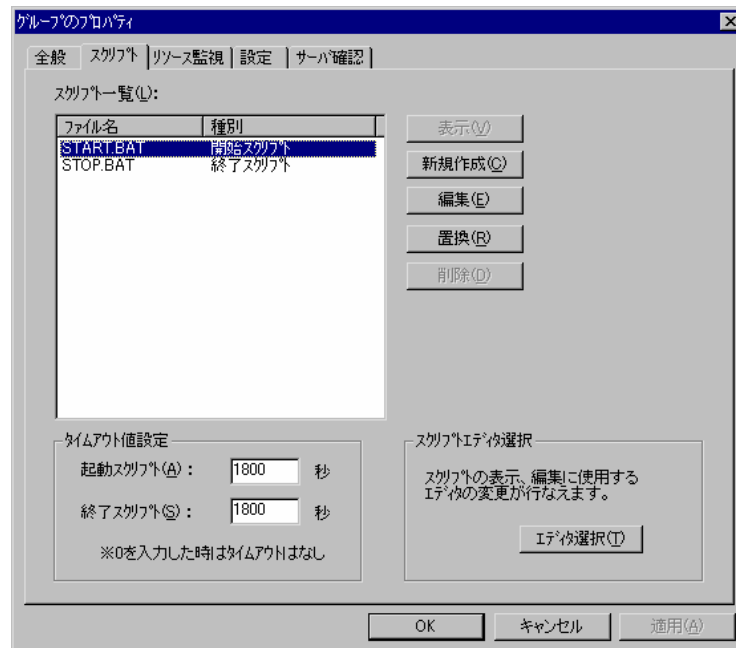 ｸﾞﾙｰﾌﾟのﾌﾟﾛﾊﾟﾃｨ
全般 ｽｸﾘﾌﾟﾄ ﾘｿｰｽ監視 設定 ｻｰﾊﾞ確認
ｽｸﾘﾌﾟﾄ一覧(L):
ファイル名 種別
START.BAT 開始ｽｸﾘﾌﾟﾄ
STOP.BAT 終了ｽｸﾘﾌﾟﾄ
表示(V)
新規作成(C)
編集(E)
置換(R)
削除(D)
ﾀｲﾑｱｳﾄ値設定
起動ｽｸﾘﾌﾟﾄ(A)： 1800 秒
終了ｽｸﾘﾌﾟﾄ(S)： 1800 秒
※0を入力した時はﾀｲﾑｱｳﾄはなし
ｽｸﾘﾌﾟﾄｴﾃﾞｨﾀ選択
ｽｸﾘﾌﾟﾄの表示、編集に使用する
ｴﾃﾞｨﾀの変更が行なえます。
ｴﾃﾞｨﾀ選択(T)
OK キャンセル 適用(A)